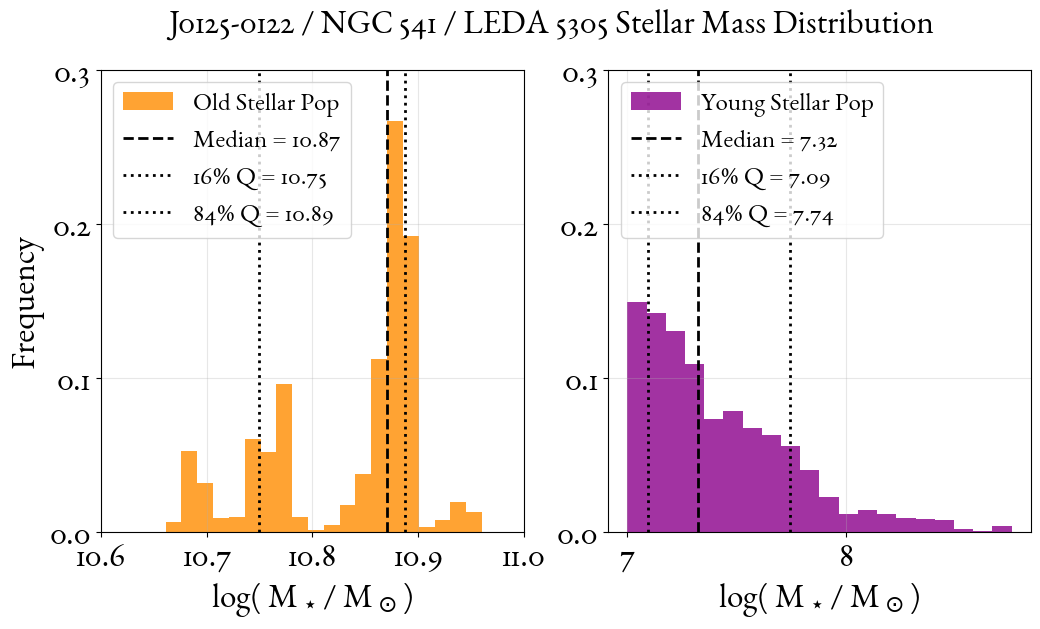 J0125-0122 / NGC 541 / LEDA 5305 Stellar Mass Distribution
0.3
0.2
0.1
0.0
Frequency
Old Stellar Pop
Median = 10.87
16% Q = 10.75
84% Q = 10.89
10.6 10.7 10.8 10.9 11.0
log( M ⋆ / M ⊙ )
0.3
0.2
0.1
0.0
Young Stellar Pop
Median = 7.32
16% Q = 7.09
84% Q = 7.74
7 8
log( M ⋆ / M ⊙ )